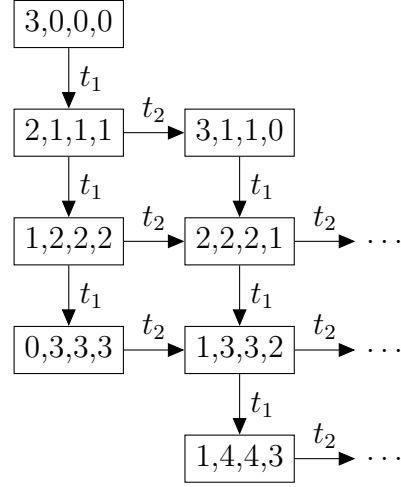 3,0,0,0
t₁
2,1,1,1 t₂ 3,1,1,0
t₁ t₁
1,2,2,2 t₂ 2,2,2,1 t₂ ⋯
t₁ t₁
0,3,3,3 t₂ 1,3,3,2 t₂ ⋯
t₁
1,4,4,3 t₂ ⋯